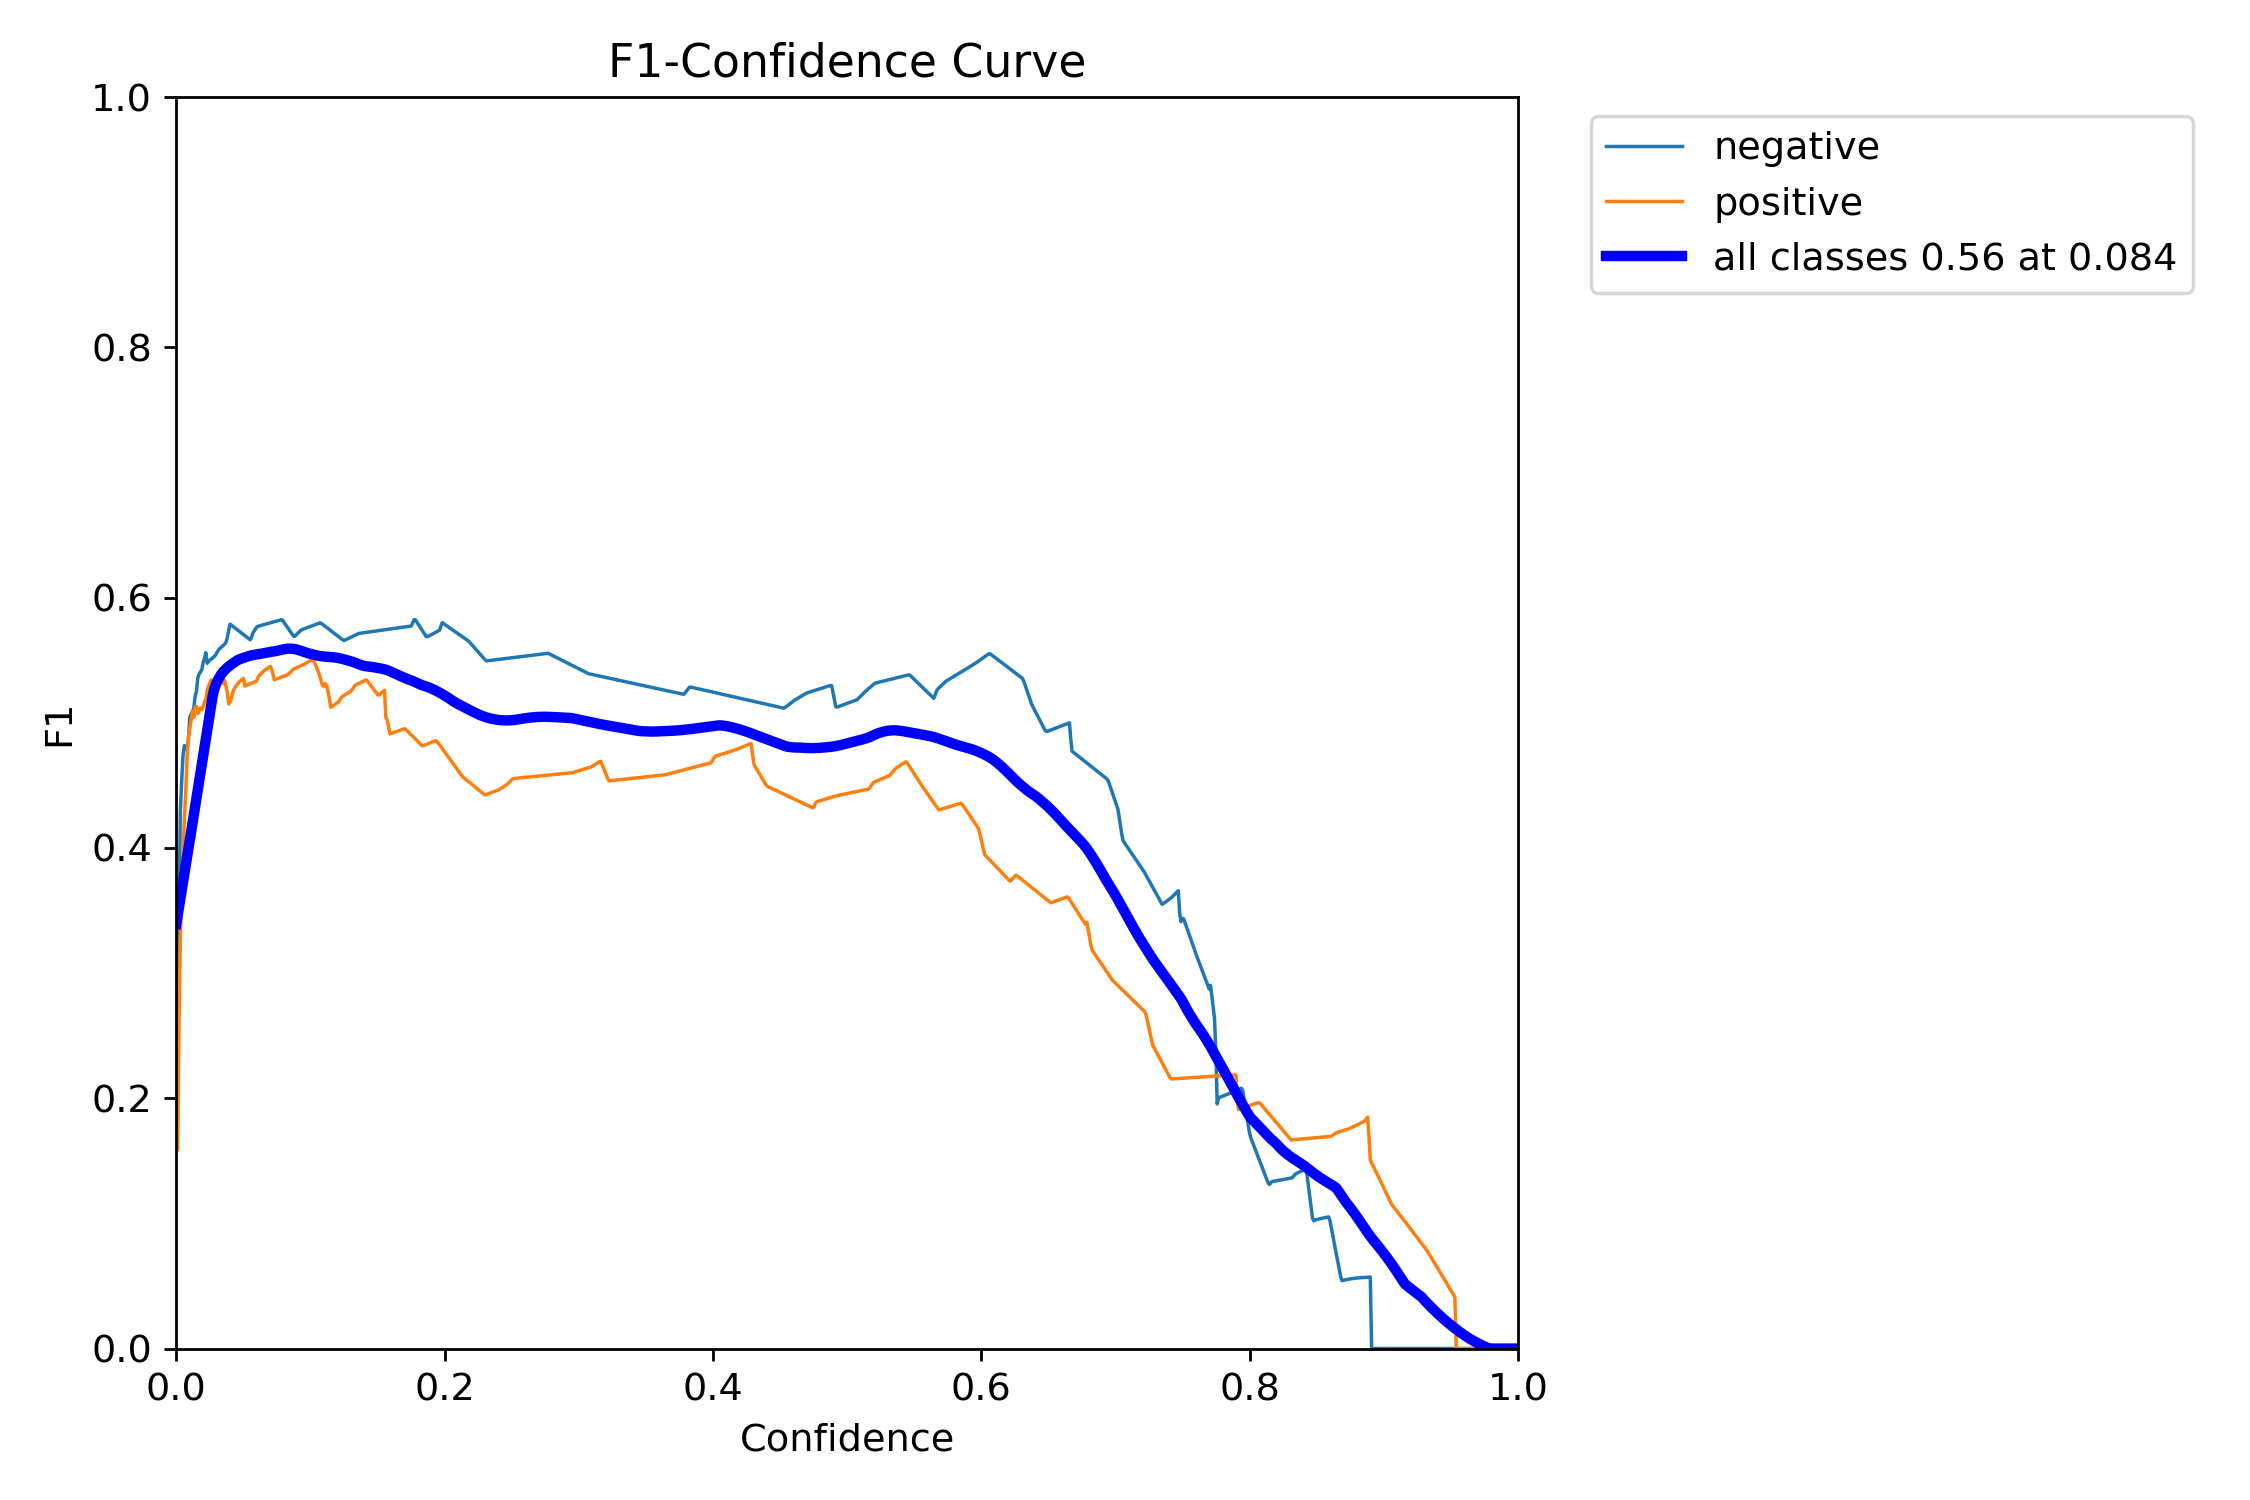 F1-Confidence Curve
1.0
0.8
0.6
0.4
0.2
0.0
F1
0.0 0.2 0.4 0.6 0.8 1.0
Confidence
negative
positive
all classes 0.56 at 0.084